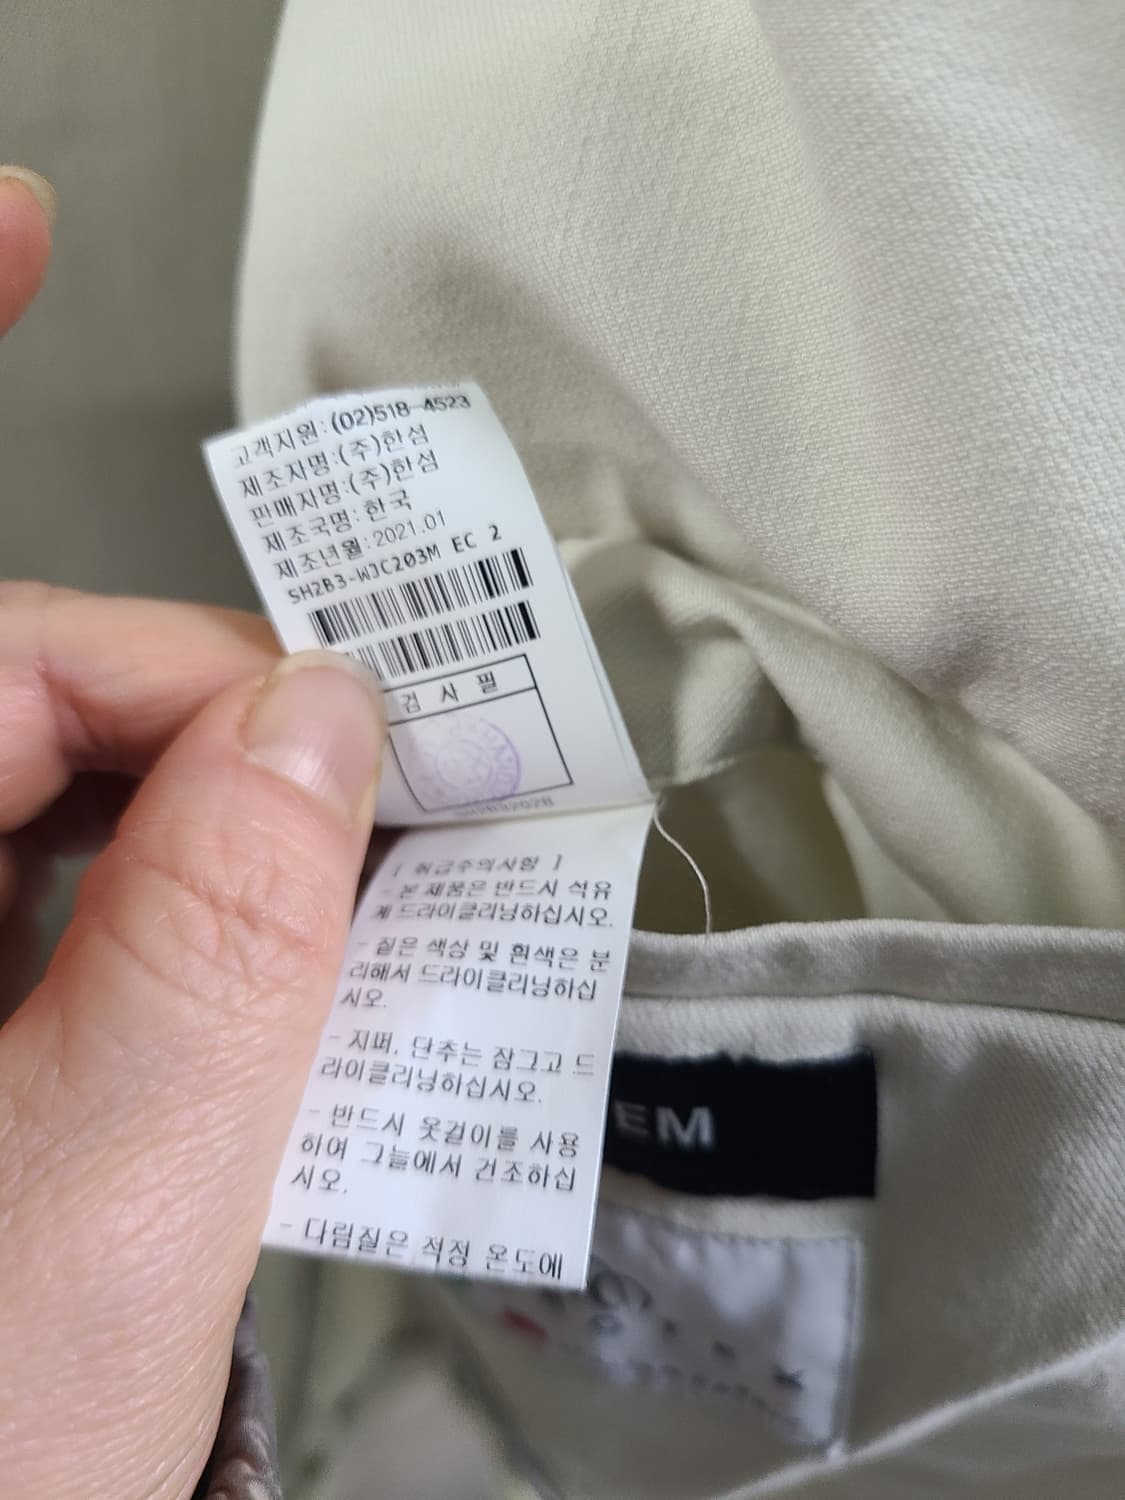 고객지원: (02)518-4523
제조자명:(주)한섬
판매자명:(주)한섬
제조국명: 한국
제조년월:2021.01
SH2B3-WJC203M EC 2
검 사 필
[ 취급주의사항 ]
- 본 제품은 반드시 석유
계 드라이클리닝하십시오.
- 짙은 색상 및 흰색은 분
리해서 드라이클리닝하십
시오.
- 지퍼, 단추는 잠그고 드
라이클리닝하십시오.
- 반드시 옷걸이를 사용
하여 그늘에서 건조하십
시오.
- 다림질은 적정 온도에
EM